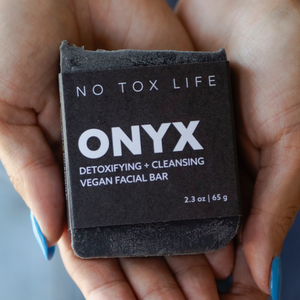 NO TOX LIFE
ONYX
DETOXIFYING + CLEANSING
VEGAN FACIAL BAR
2.3 oz | 65 g